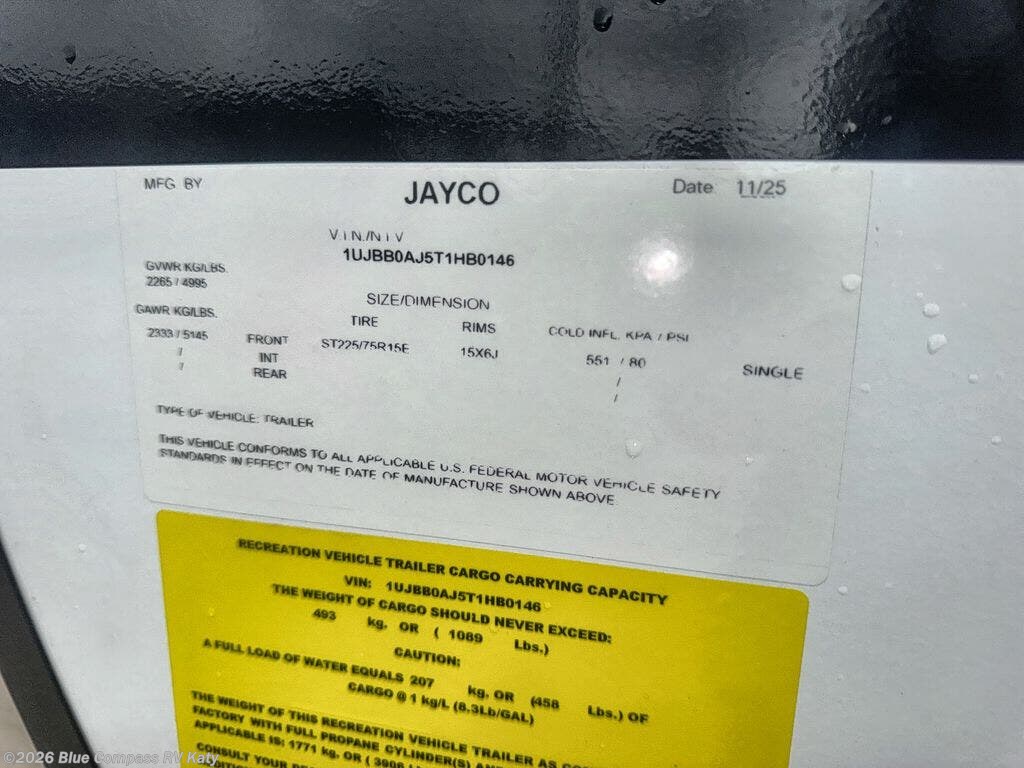 MFG BY JAYCO Date 11/25
V I N./N I V
1UJBB0AJ5T1HB0146
GVWR KG/LBS.
2265 / 4995
SIZE/DIMENSION
GAWR KG/LBS. TIRE RIMS COLD INFL. KPA / PSI
2333 / 5145 FRONT ST225/75R15E 15X6J 551 / 80 SINGLE
/ INT /
/ REAR /
TYPE OF VEHICLE: TRAILER
THIS VEHICLE CONFORMS TO ALL APPLICABLE U.S. FEDERAL MOTOR VEHICLE SAFETY
STANDARDS IN EFFECT ON THE DATE OF MANUFACTURE SHOWN ABOVE
RECREATION VEHICLE TRAILER CARGO CARRYING CAPACITY
VIN: 1UJBB0AJ5T1HB0146
THE WEIGHT OF CARGO SHOULD NEVER EXCEED:
493 kg. OR ( 1089 Lbs.)
CAUTION:
A FULL LOAD OF WATER EQUALS 207 kg. OR (458 Lbs.) OF
CARGO @ 1 kg/L (8.3Lb/GAL)
THE WEIGHT OF THIS RECREATION VEHICLE TRAILER AS
FACTORY WITH FULL PROPANE CYLINDER(S)
APPLICABLE IS: 1771 kg. OR (
CONSULT YOUR
©2026 Blue Compass RV Katy